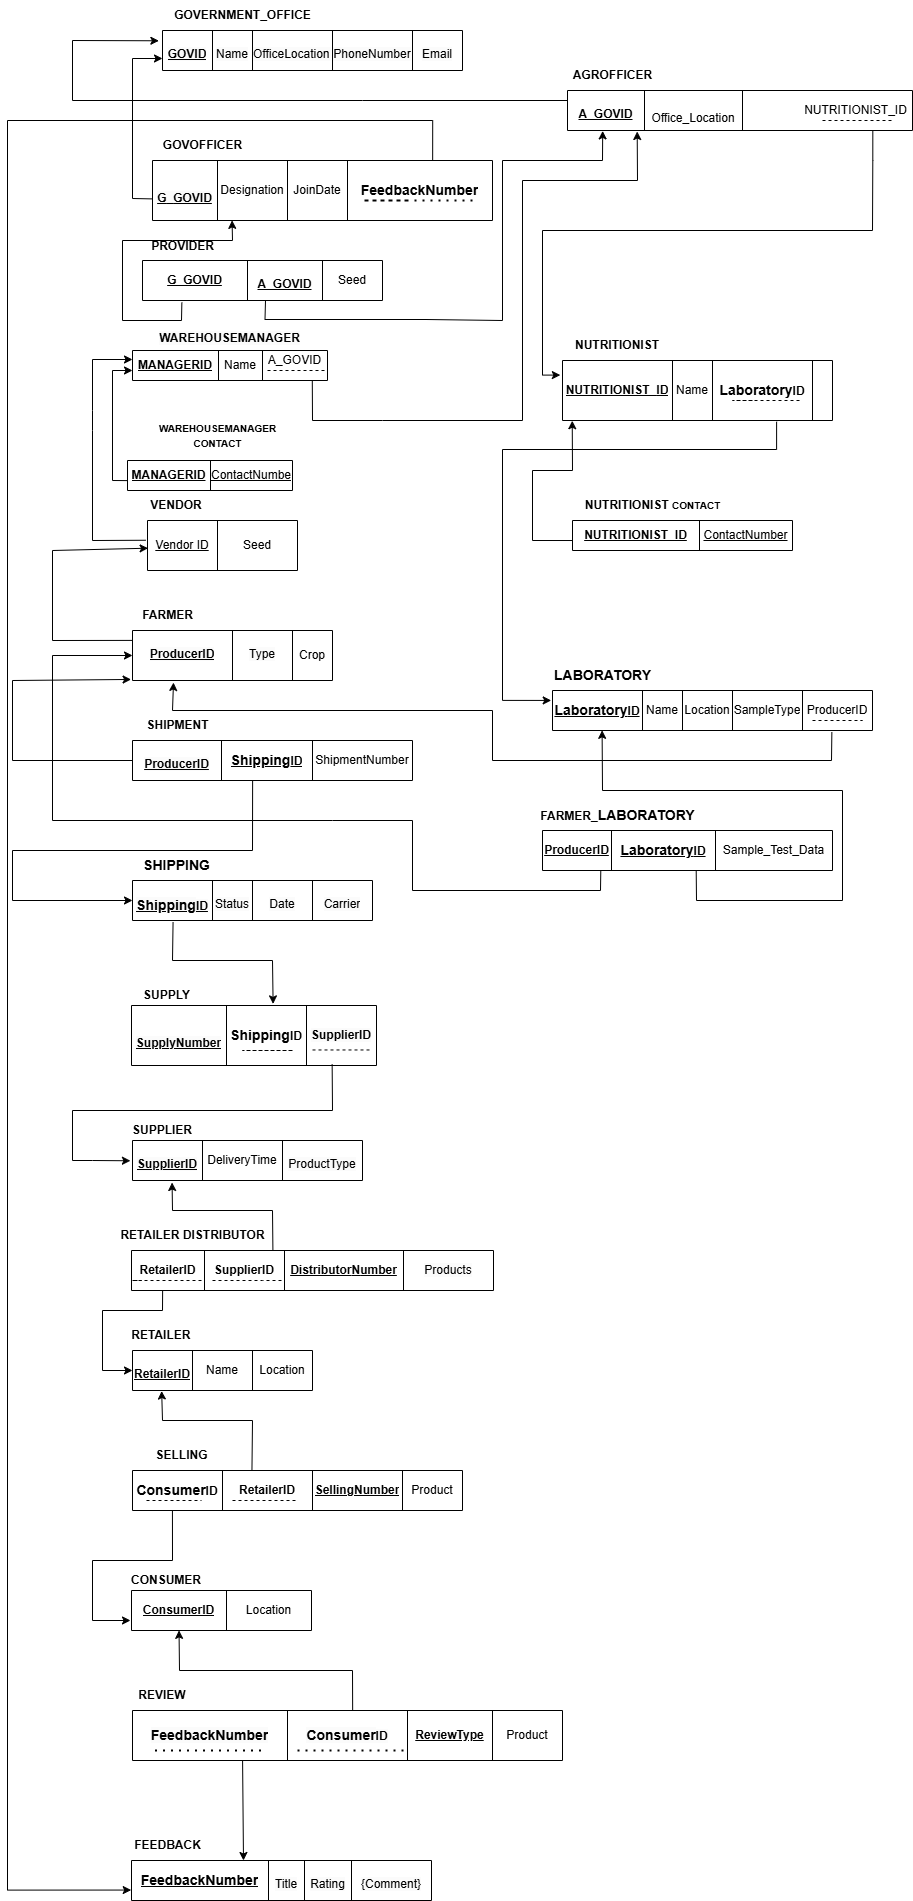 GOVERNMENT_OFFICE
GOVID Name OfficeLocation PhoneNumber Email
AGROFFICER
A_GOVID Office_Location NUTRITIONIST_ID
GOVOFFICER
G_GOVID Designation JoinDate FeedbackNumber
PROVIDER
G_GOVID A_GOVID Seed
WAREHOUSEMANAGER
MANAGERID Name A_GOVID
NUTRITIONIST
NUTRITIONIST_ID Name LaboratoryID
WAREHOUSEMANAGER
CONTACT
MANAGERID ContactNumbe
VENDOR
Vendor ID Seed
NUTRITIONIST CONTACT
NUTRITIONIST_ID ContactNumber
FARMER
ProducerID Type Crop
LABORATORY
LaboratoryID Name Location SampleType ProducerID
SHIPMENT
ProducerID ShippingID ShipmentNumber
FARMER_LABORATORY
ProducerID LaboratoryID Sample_Test_Data
SHIPPING
ShippingID Status Date Carrier
SUPPLY
SupplyNumber ShippingID SupplierID
SUPPLIER
SupplierID DeliveryTime ProductType
RETAILER DISTRIBUTOR
RetailerID SupplierID DistributorNumber Products
RETAILER
RetailerID Name Location
SELLING
ConsumerID RetailerID SellingNumber Product
CONSUMER
ConsumerID Location
REVIEW
FeedbackNumber ConsumerID ReviewType Product
FEEDBACK
FeedbackNumber Title Rating {Comment}